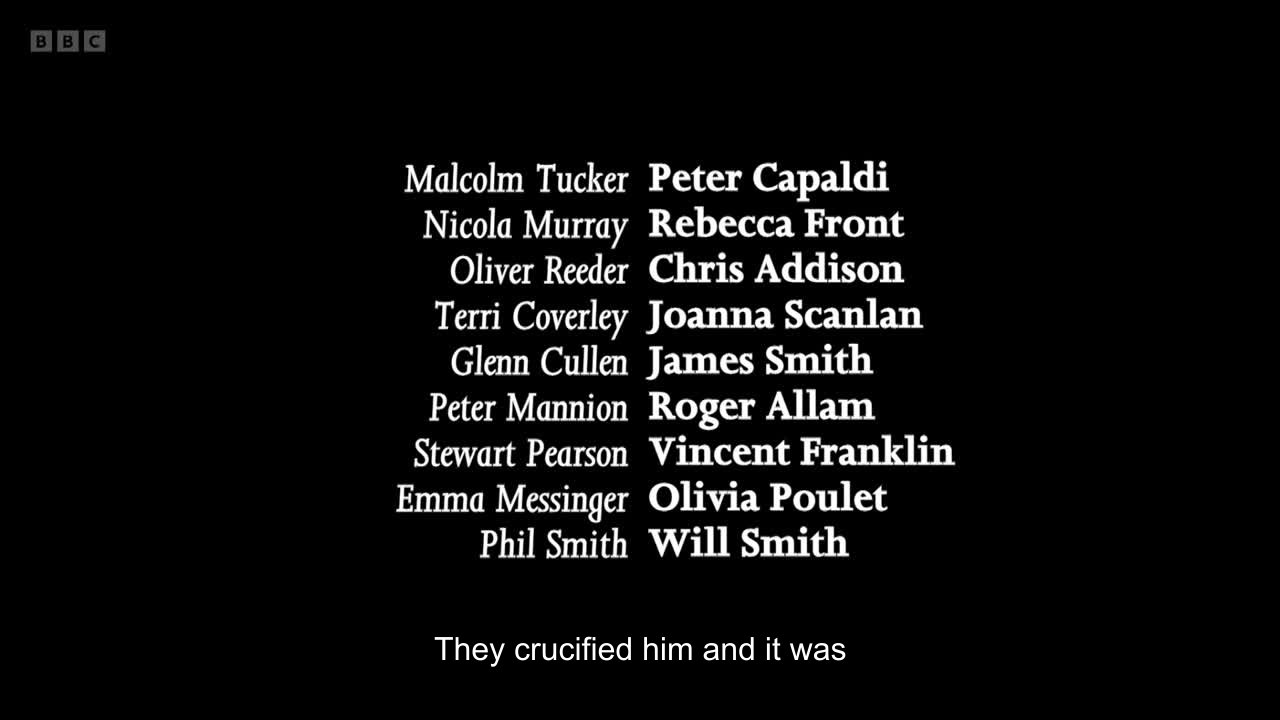 BBC
Malcolm Tucker Peter Capaldi
Nicola Murray Rebecca Front
Oliver Reeder Chris Addison
Terri Coverley Joanna Scanlan
Glenn Cullen James Smith
Peter Mannion Roger Allam
Stewart Pearson Vincent Franklin
Emma Messinger Olivia Poulet
Phil Smith Will Smith
They crucified him and it was